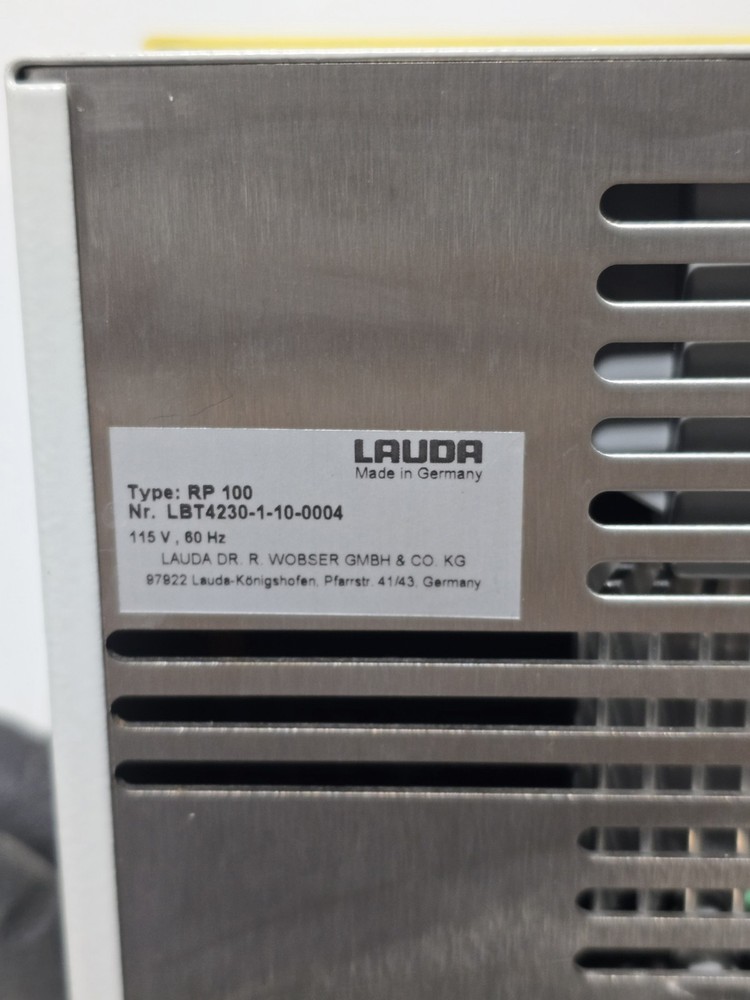 LAUDA
Made in Germany
Type: RP 100
Nr. LBT4230-1-10-0004
115 V , 60 Hz
LAUDA DR. R. WOBSER GMBH & CO. KG
97922 Lauda-Königshofen, Pfarrstr. 41/43, Germany